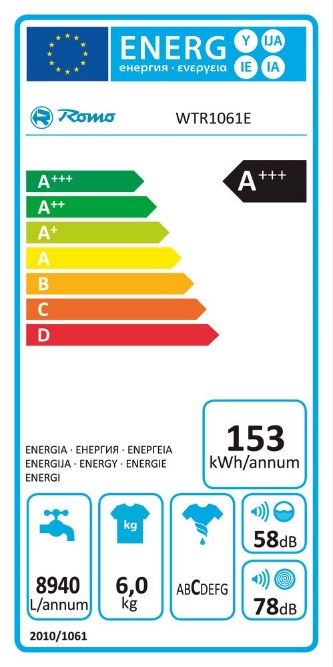 ENERG
Y IJA
IE IA
енергия · ενεργεια
Romo
WTR1061E
A+++
A+++
A++
A+
A
B
C
D
153
kWh/annum
ENERGIA · ЕНЕРГИЯ · ΕΝΕΡΓΕΙΑ
ENERGIJA · ENERGY · ENERGIE
ENERGI
8940
L/annum
kg
6,0
kg
ABCDEFG
58dB
78dB
2010/1061